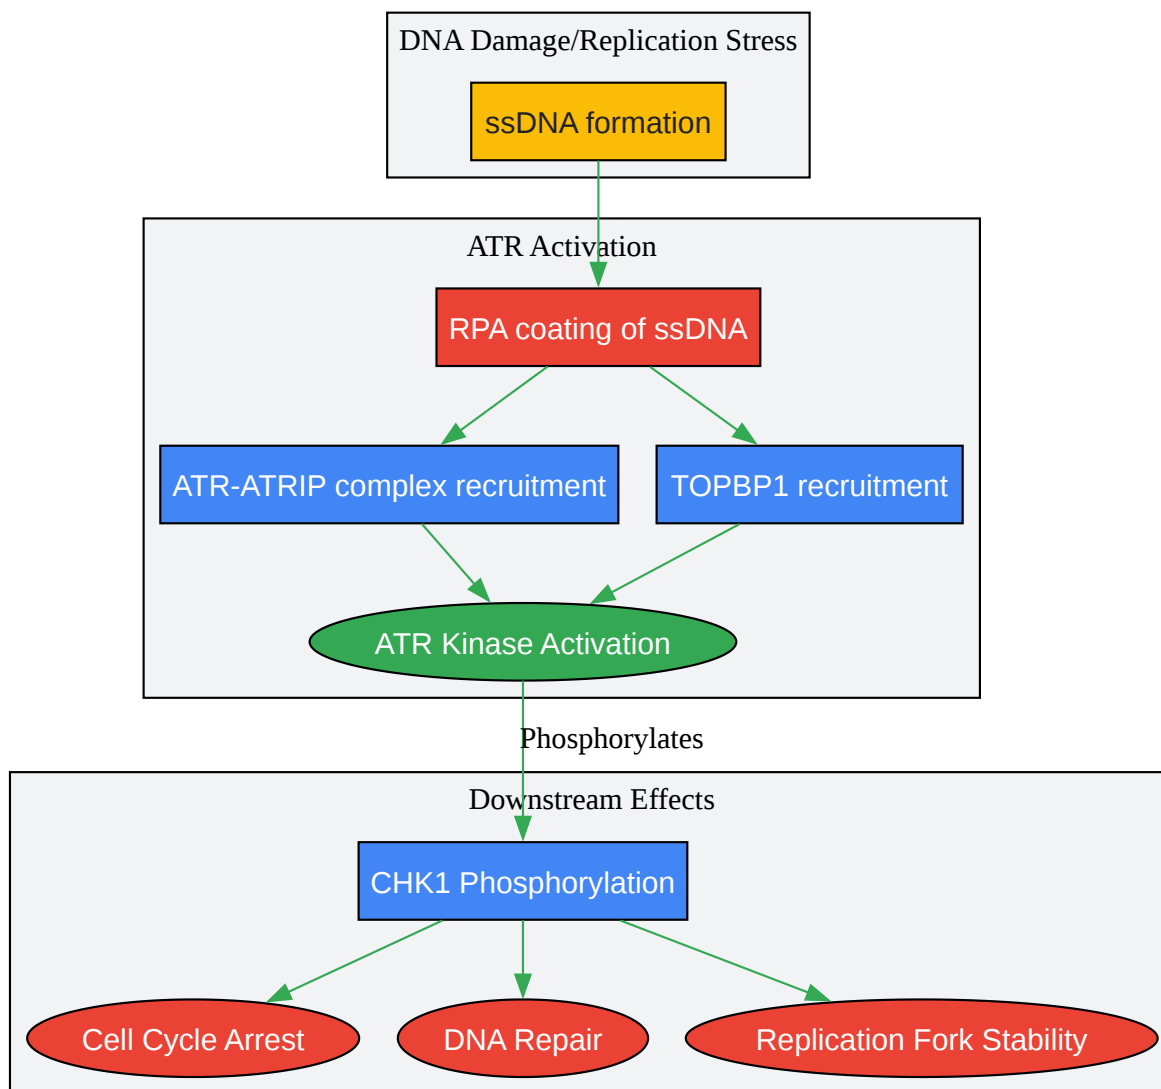 DNA Damage/Replication Stress
ssDNA formation
ATR Activation
RPA coating of ssDNA
ATR-ATRIP complex recruitment
TOPBP1 recruitment
ATR Kinase Activation
Phosphorylates
Downstream Effects
CHK1 Phosphorylation
Cell Cycle Arrest
DNA Repair
Replication Fork Stability